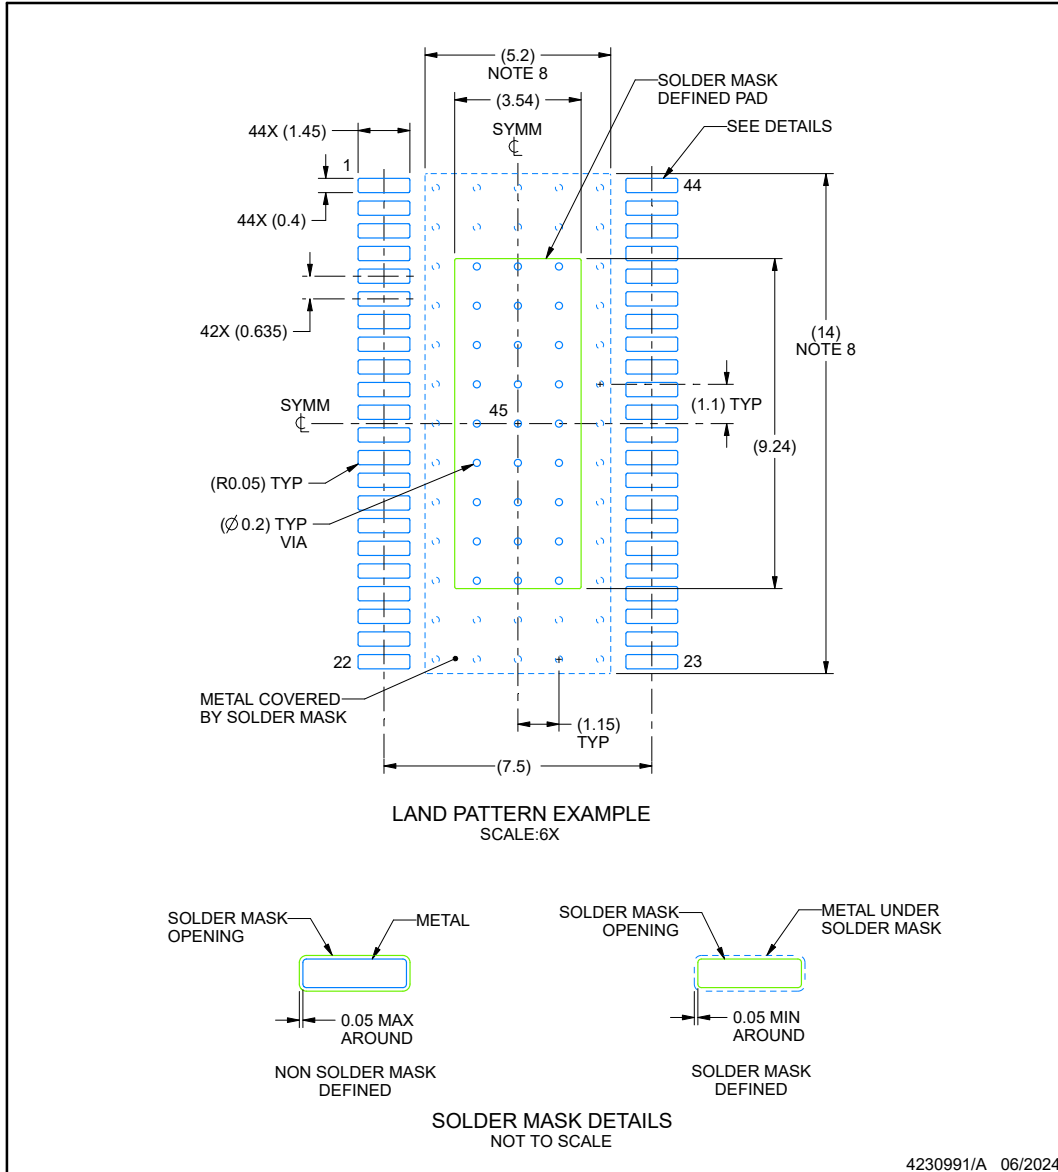 (5.2)
NOTE 8
SOLDER MASK
DEFINED PAD
(3.54)
SEE DETAILS
44X (1.45)
SYMM
℄
1
44
44X (0.4)
42X (0.635)
(14)
NOTE 8
(1.1) TYP
SYMM
℄
45
(9.24)
(R0.05) TYP
(∅ 0.2) TYP
VIA
22
23
METAL COVERED
BY SOLDER MASK
(1.15)
TYP
(7.5)
LAND PATTERN EXAMPLE
SCALE:6X
SOLDER MASK
OPENING
METAL
0.05 MAX
AROUND
NON SOLDER MASK
DEFINED
SOLDER MASK
OPENING
METAL UNDER
SOLDER MASK
0.05 MIN
AROUND
SOLDER MASK
DEFINED
SOLDER MASK DETAILS
NOT TO SCALE
4230991/A 06/2024